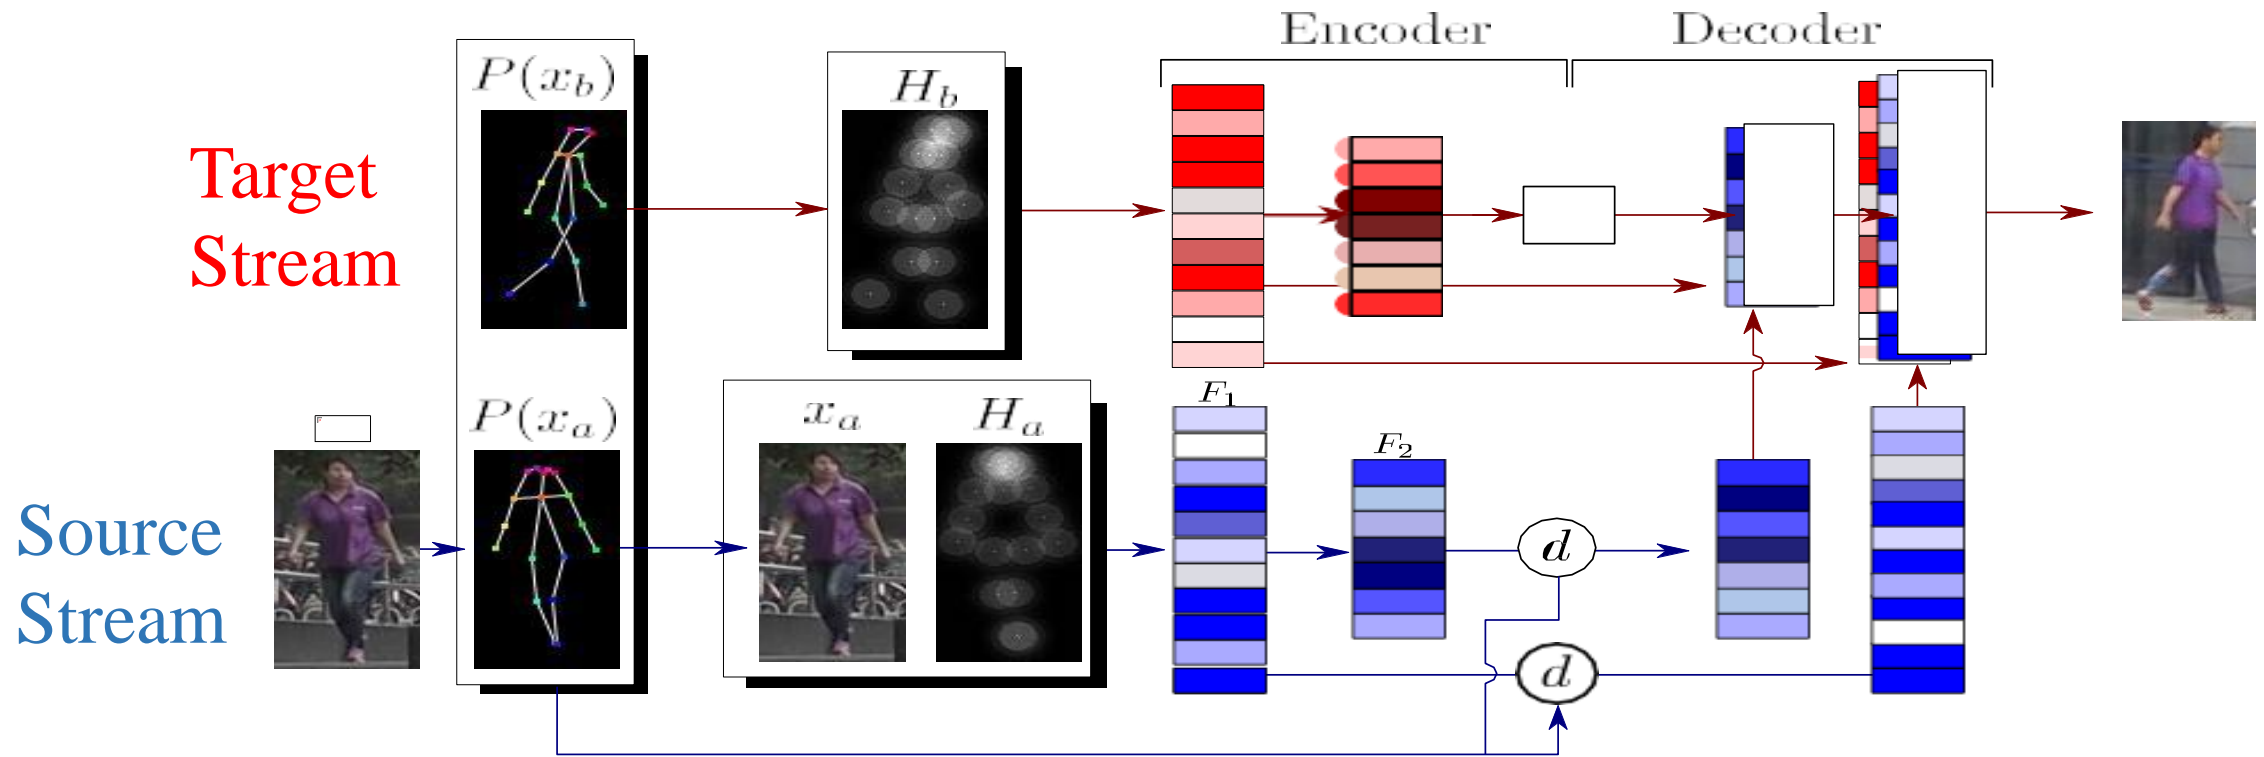 Encoder
Decoder
P(x_b)
H_b
Target
Stream
F_1
P(x_a)
x_a
H_a
F_2
Source
Stream
d
d